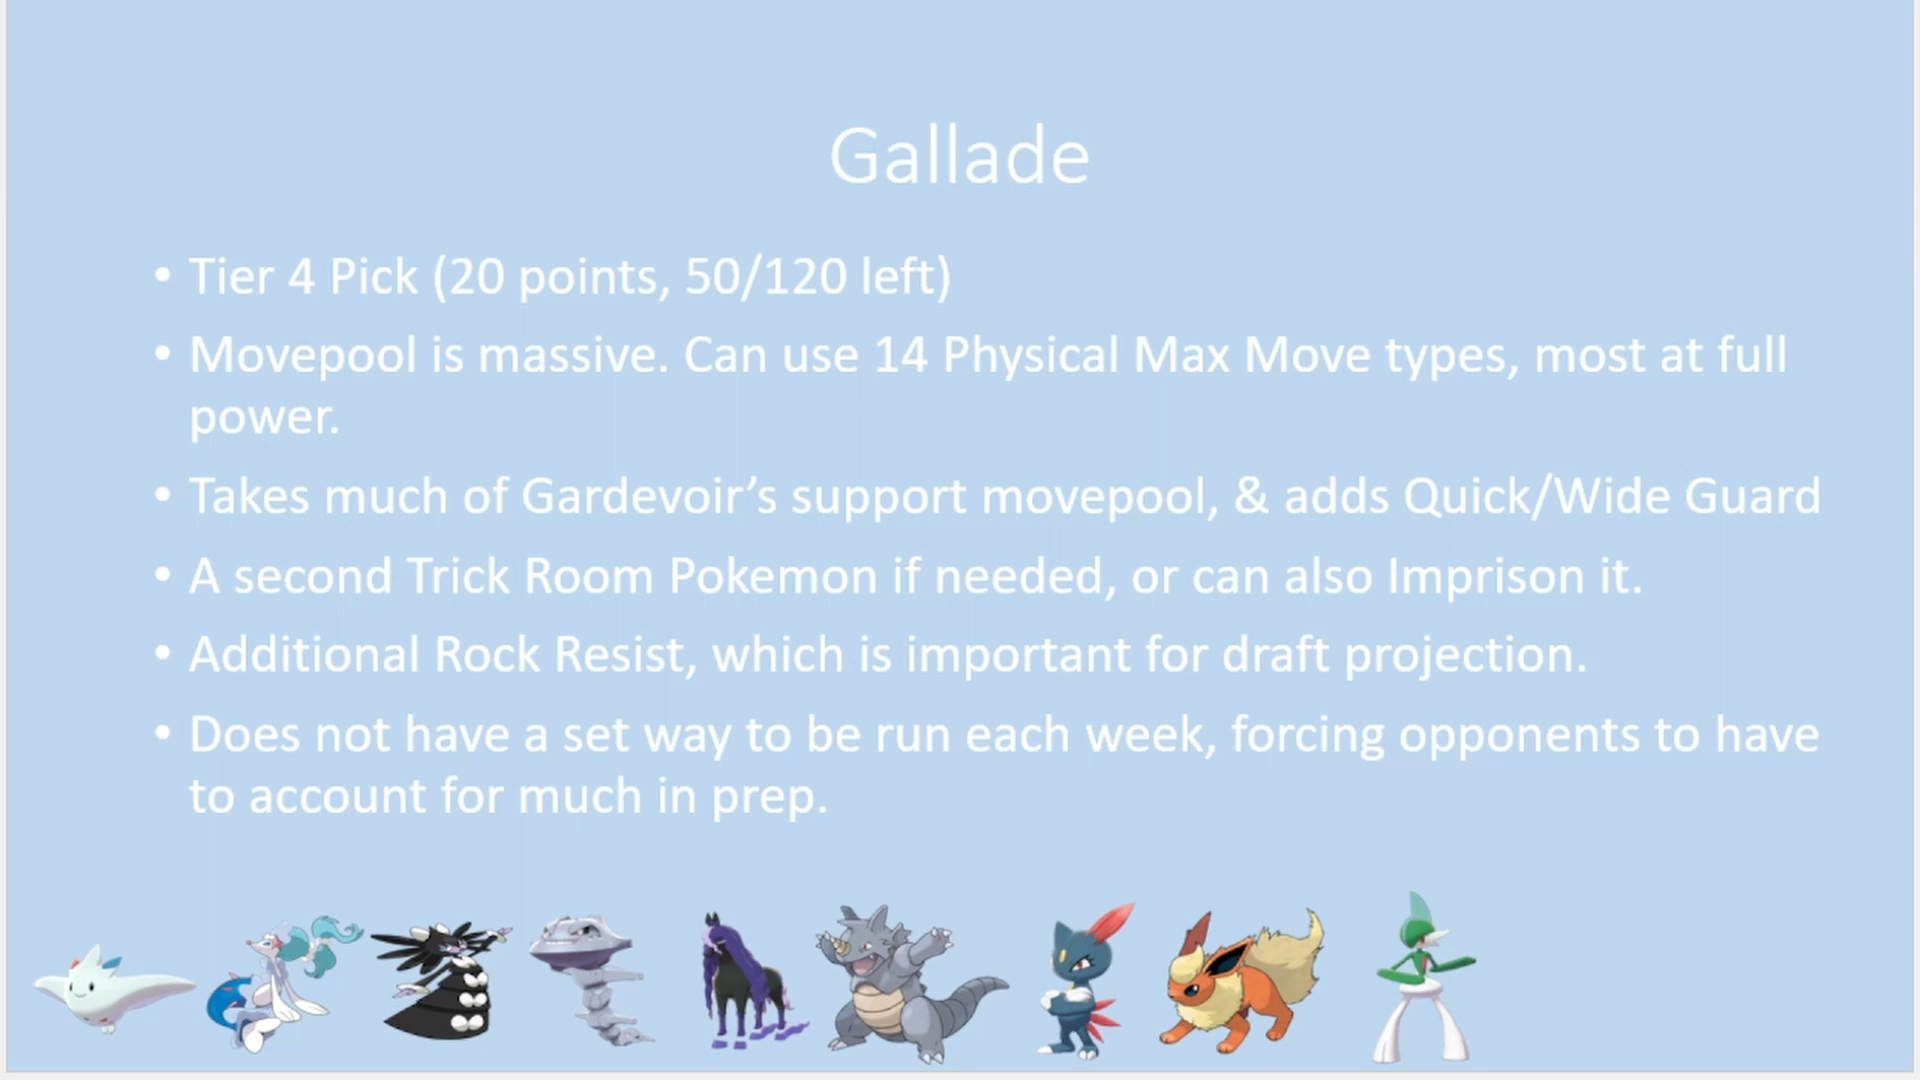 Gallade
• Tier 4 Pick (20 points, 50/120 left)
• Movepool is massive. Can use 14 Physical Max Move types, most at full
power.
• Takes much of Gardevoir’s support movepool, & adds Quick/Wide Guard
• A second Trick Room Pokemon if needed, or can also Imprison it.
• Additional Rock Resist, which is important for draft projection.
• Does not have a set way to be run each week, forcing opponents to have
to account for much in prep.